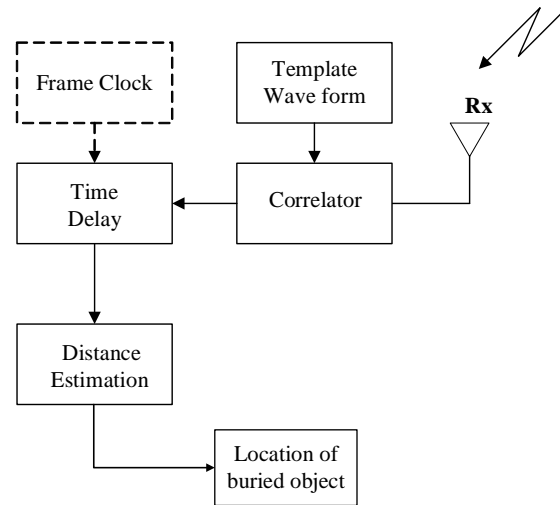 Frame Clock
Template
Wave form
Rx
Time
Delay
Correlator
Distance
Estimation
Location of
buried object